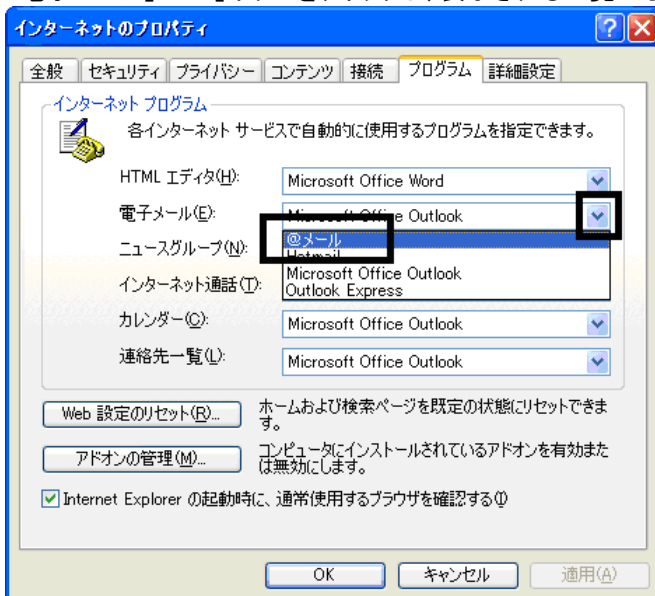 インターネットのプロパティ
全般 セキュリティ プライバシー コンテンツ 接続 プログラム 詳細設定
インターネット プログラム
各インターネット サービスで自動的に使用するプログラムを指定できます。
HTML エディタ(H): Microsoft Office Word
電子メール(E): Microsoft Office Outlook
@メール
ニュースグループ(N): Hotmail
Microsoft Office Outlook
インターネット通話(T): Outlook Express
カレンダー(C): Microsoft Office Outlook
連絡先一覧(L): Microsoft Office Outlook
Web 設定のリセット(R)... ホームおよび検索ページを既定の状態にリセットできま
す。
アドオンの管理(M)... コンピュータにインストールされているアドオンを有効また
は無効にします。
Internet Explorer の起動時に、通常使用するブラウザを確認する(I)
OK キャンセル 適用(A)